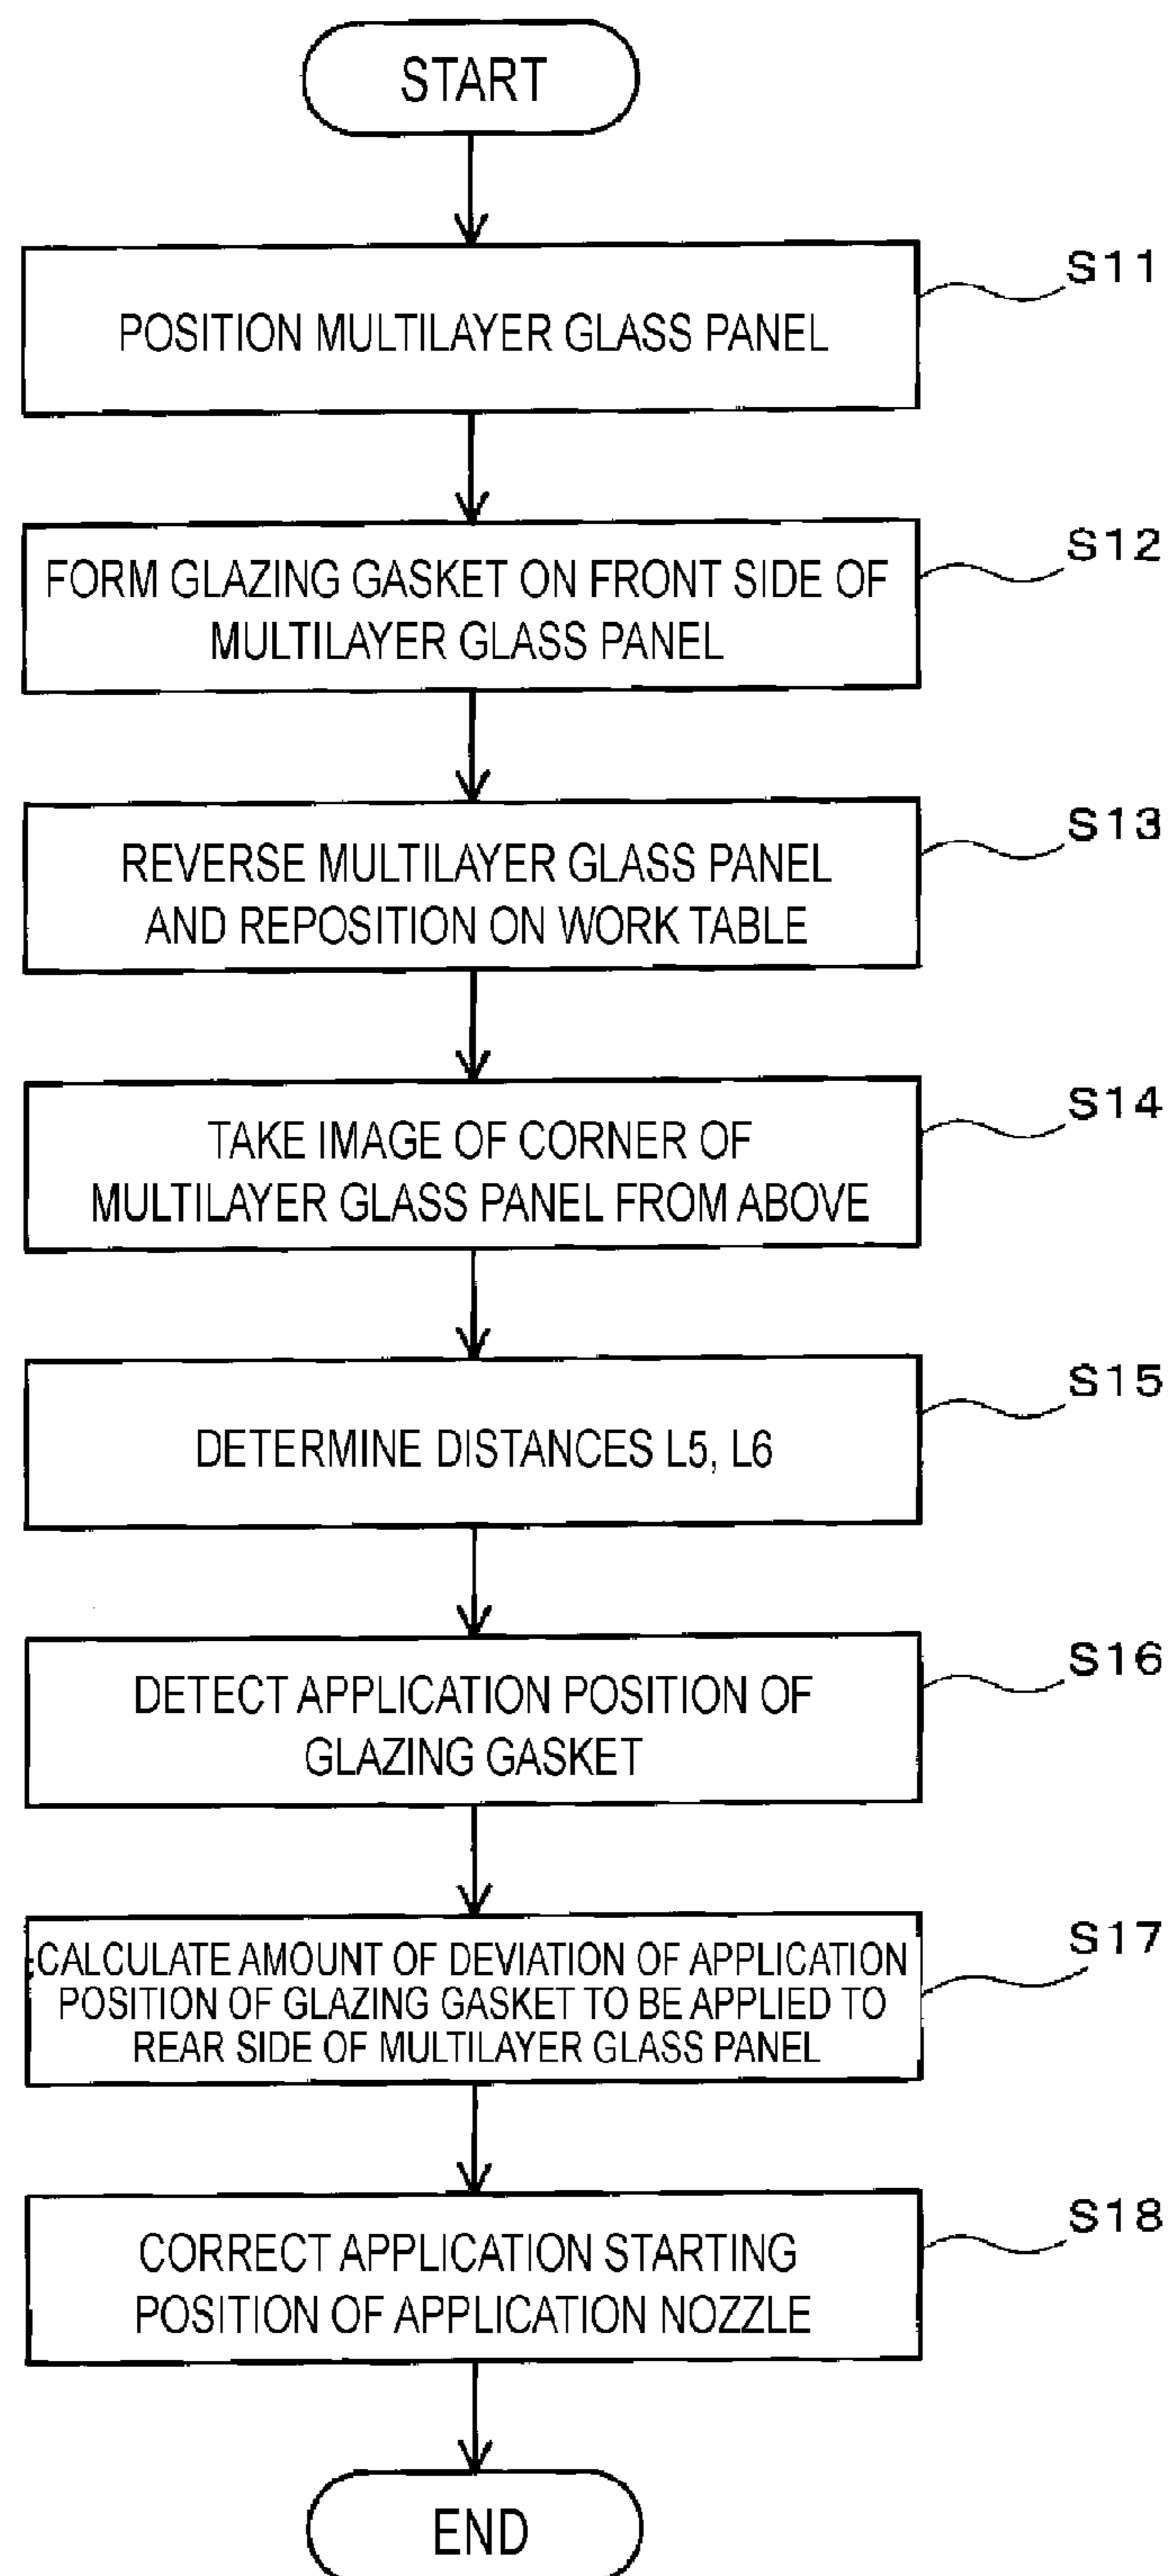 START
S11
POSITION MULTILAYER GLASS PANEL
S12
FORM GLAZING GASKET ON FRONT SIDE OF
MULTILAYER GLASS PANEL
S13
REVERSE MULTILAYER GLASS PANEL
AND REPOSITION ON WORK TABLE
S14
TAKE IMAGE OF CORNER OF
MULTILAYER GLASS PANEL FROM ABOVE
S15
DETERMINE DISTANCES L5, L6
S16
DETECT APPLICATION POSITION OF
GLAZING GASKET
S17
CALCULATE AMOUNT OF DEVIATION OF APPLICATION
POSITION OF GLAZING GASKET TO BE APPLIED TO
REAR SIDE OF MULTILAYER GLASS PANEL
S18
CORRECT APPLICATION STARTING
POSITION OF APPLICATION NOZZLE
END